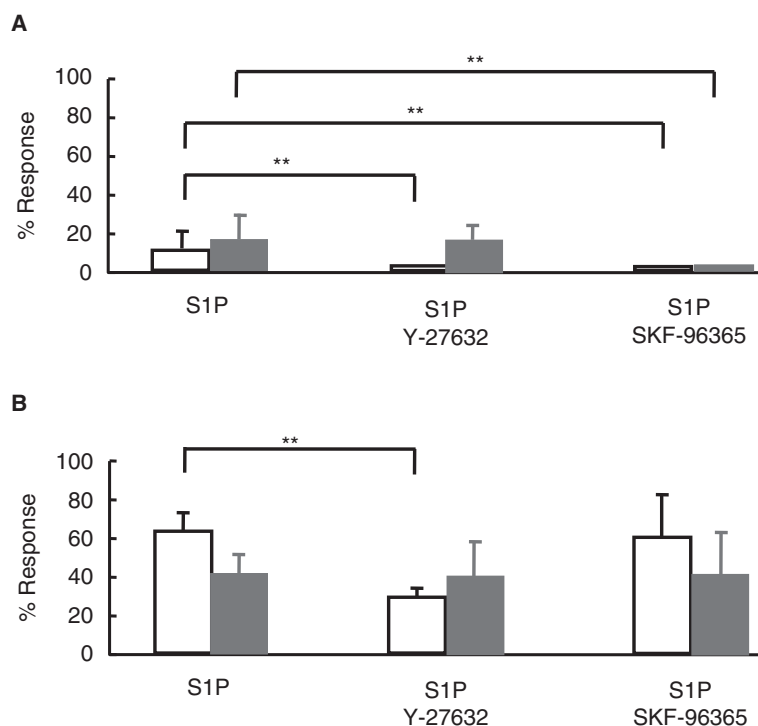 A
% Response
100
80
60
40
20
0
**
**
**
S1P
S1P
Y-27632
S1P
SKF-96365
B
% Response
100
80
60
40
20
0
**
S1P
S1P
Y-27632
S1P
SKF-96365